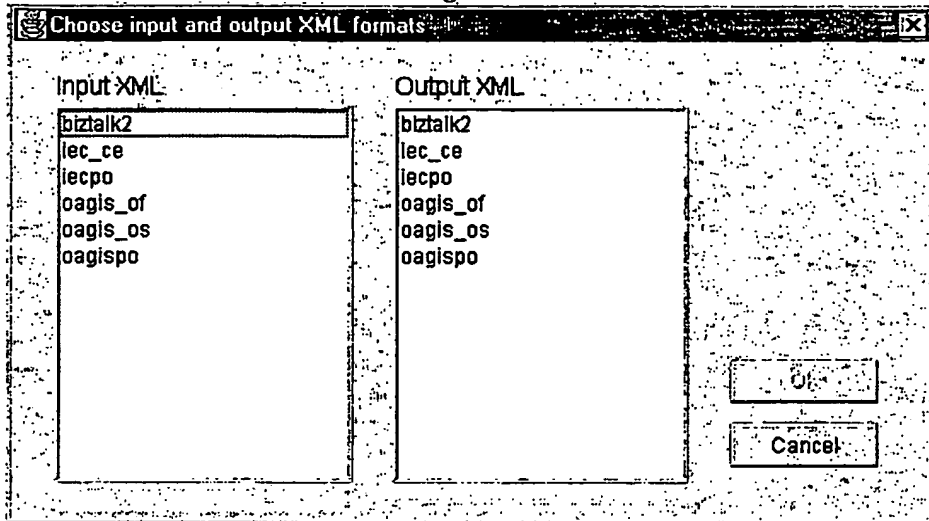 Choose input and output XML formats
Input XML
biztalk2
iec_ce
iecpo
oagis_of
oagis_os
oagispo
Output XML
biztalk2
iec_ce
iecpo
oagis_of
oagis_os
oagispo
Cancel